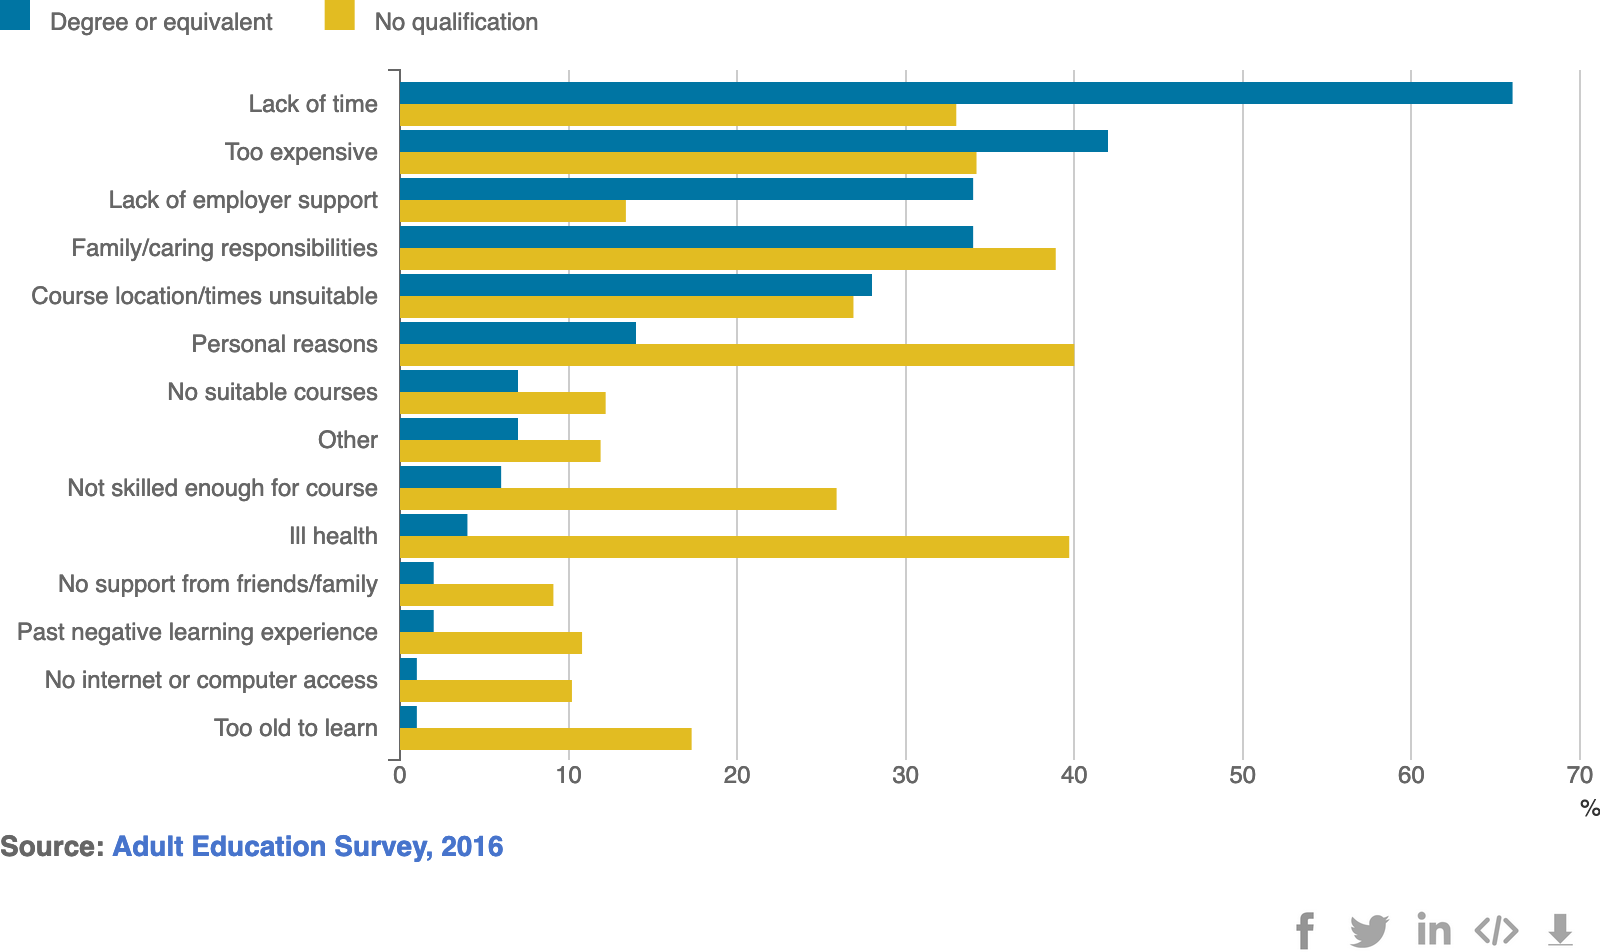 Degree or equivalent No qualification
Lack of time
Too expensive
Lack of employer support
Family/caring responsibilities
Course location/times unsuitable
Personal reasons
No suitable courses
Other
Not skilled enough for course
Ill health
No support from friends/family
Past negative learning experience
No internet or computer access
Too old to learn
0 10 20 30 40 50 60 70
%
Source: Adult Education Survey, 2016